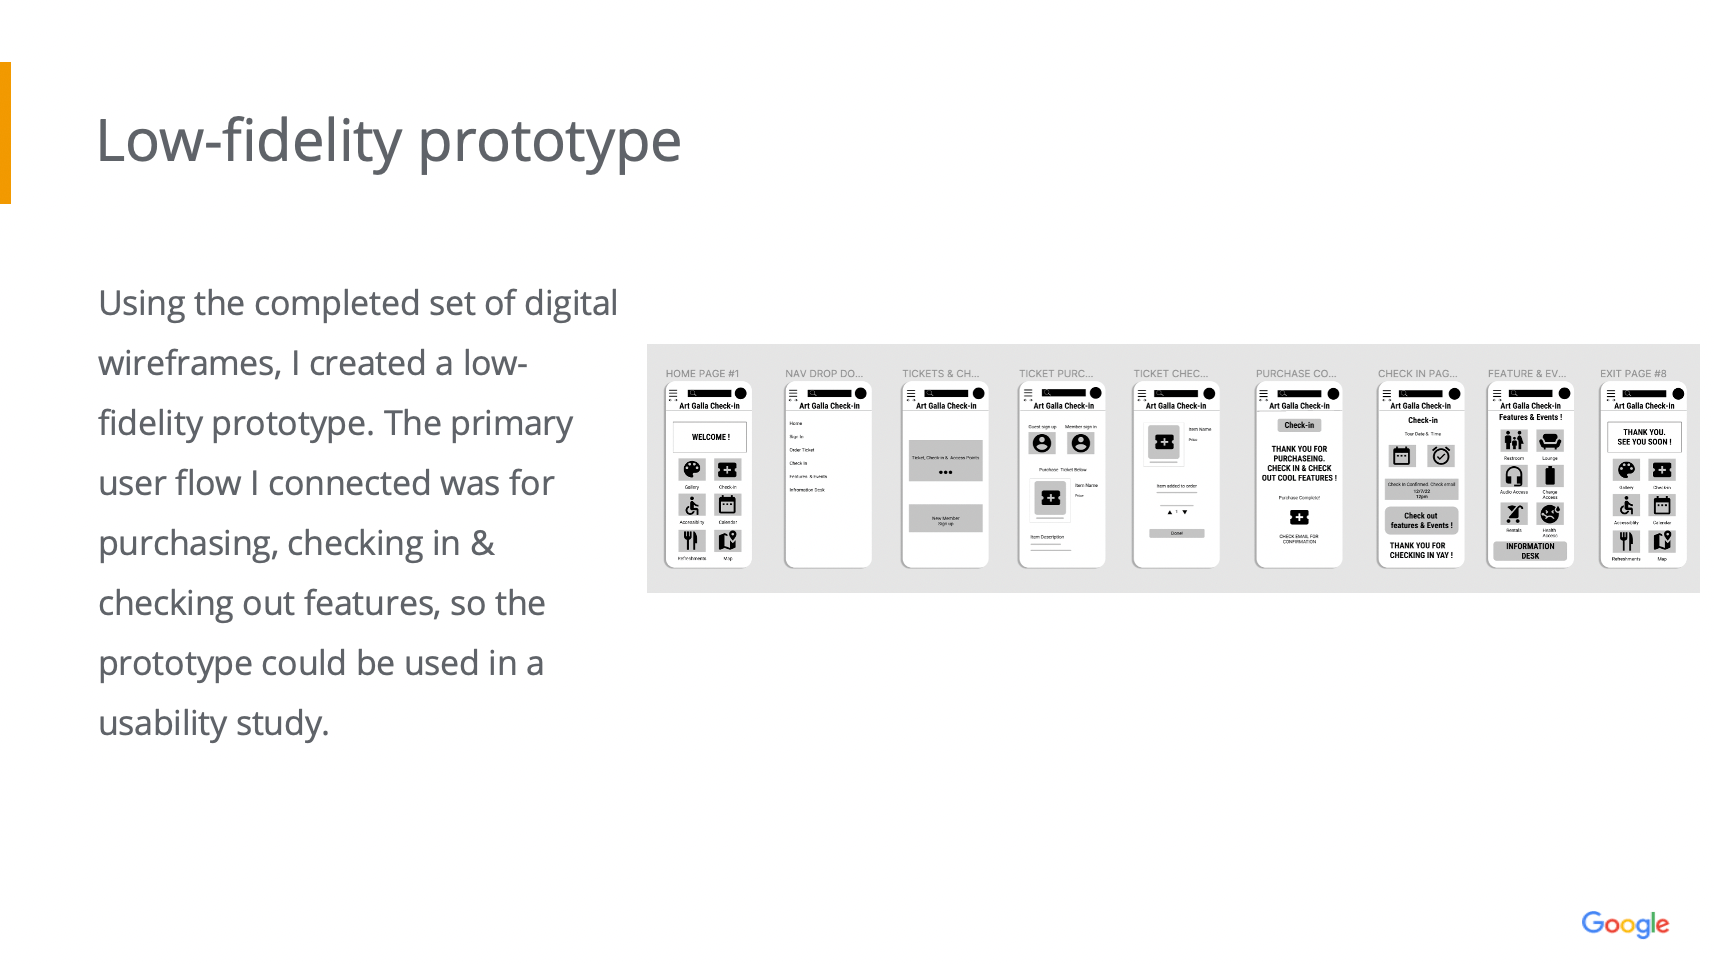 Low-fidelity prototype
Using the completed set of digital
wireframes, I created a low-
fidelity prototype. The primary
user flow I connected was for
purchasing, checking in &
checking out features, so the
prototype could be used in a
usability study.
HOME PAGE #1
Art Galla Check-in
WELCOME !
Gallery Check-in
Accessibility Calendar
Refreshments Map
NAV DROP DO...
Art Galla Check-in
Home
Sign In
Order Ticket
Check In
Features & Events
Information Desk
TICKETS & CH...
Art Galla Check-in
Ticket, Check-in & Access Points
New Member
Sign up
TICKET PURC...
Art Galla Check-in
Guest sign up Member sign in
Purchase Ticket Below
Item Name
Price
Item Description
TICKET CHEC...
Art Galla Check-in
Item Name
Price
Item added to order
1
Done!
PURCHASE CO...
Art Galla Check-in
Check-in
THANK YOU FOR
PURCHASEING.
CHECK IN & CHECK
OUT COOL FEATURES !
Purchase Complete!
CHECK EMAIL FOR
CONFIRMATION
CHECK IN PAG...
Art Galla Check-in
Check-in
Your Date & Time
Check In Confirmed, Check email
12/7/22
12pm
Check out
features & Events !
THANK YOU FOR
CHECKING IN YAY !
FEATURE & EV...
Art Galla Check-in
Features & Events !
Restroom Lounge
Audio Access Charge
Access
Rentals Health
Access
INFORMATION
DESK
EXIT PAGE #8
Art Galla Check-in
THANK YOU.
SEE YOU SOON !
Gallery Check-in
Accessibility Calendar
Refreshments Map
Google